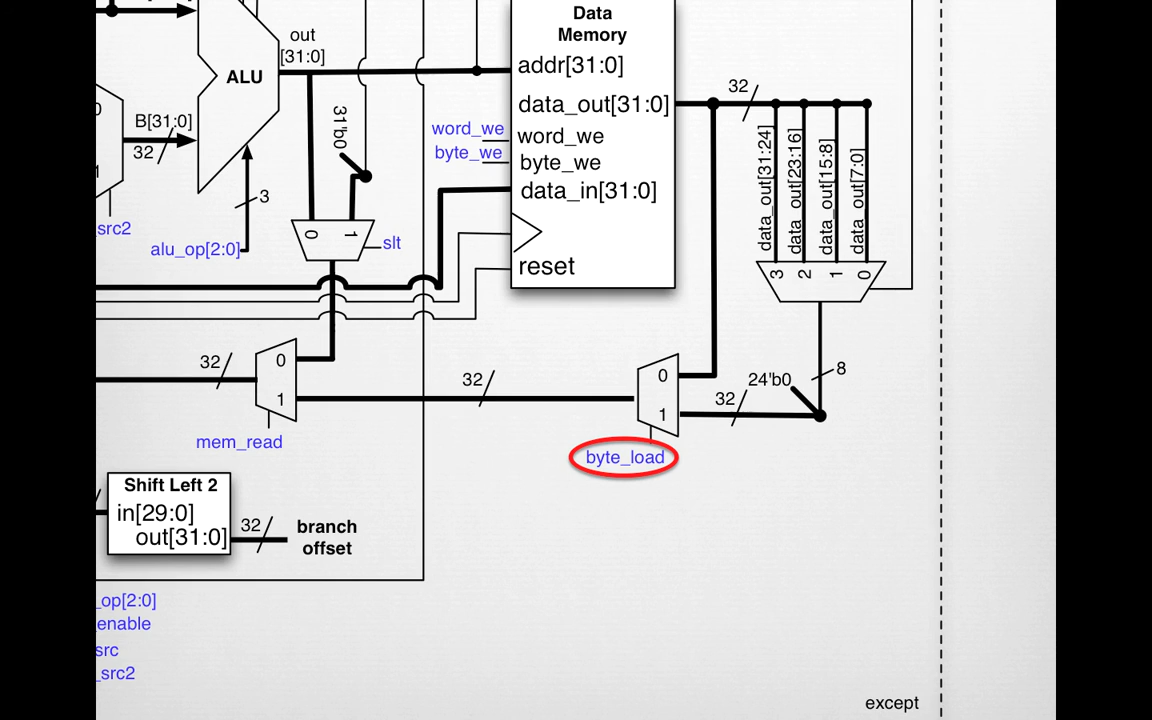 out
[31:0]
Data
Memory
addr[31:0]
ALU
0
data_out[31:0]
32
31'b0
B[31:0]
32
word_we
word_we
byte_we
byte_we
data_in[31:0]
data_out[31:24]
data_out[23:16]
data_out[15:8]
data_out[7:0]
1
3
src2
alu_op[2:0]
0
1
slt
reset
3
2
1
0
32
0
1
mem_read
32
0
1
32
24'b0
8
byte_load
Shift Left 2
in[29:0]
out[31:0]
32
branch
offset
_op[2:0]
enable
src
_src2
except